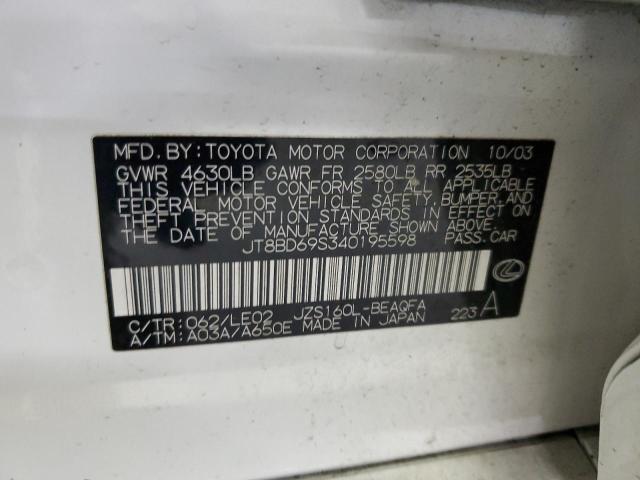 MFD. BY: TOYOTA MOTOR CORPORATION 10/03
GVWR 4630LB GAWR FR 2580LB RR 2535LB
THIS VEHICLE CONFORMS TO ALL APPLICABLE
FEDERAL MOTOR VEHICLE SAFETY, BUMPER, AND
THEFT PREVENTION STANDARDS IN EFFECT ON
THE DATE OF MANUFACTURE SHOWN ABOVE.
JT8BD69S340195598 PASS. CAR
C/TR: 062/LE02 JZS160L-BEAQFA
A/TM: A03A/A650E MADE IN JAPAN 223 A